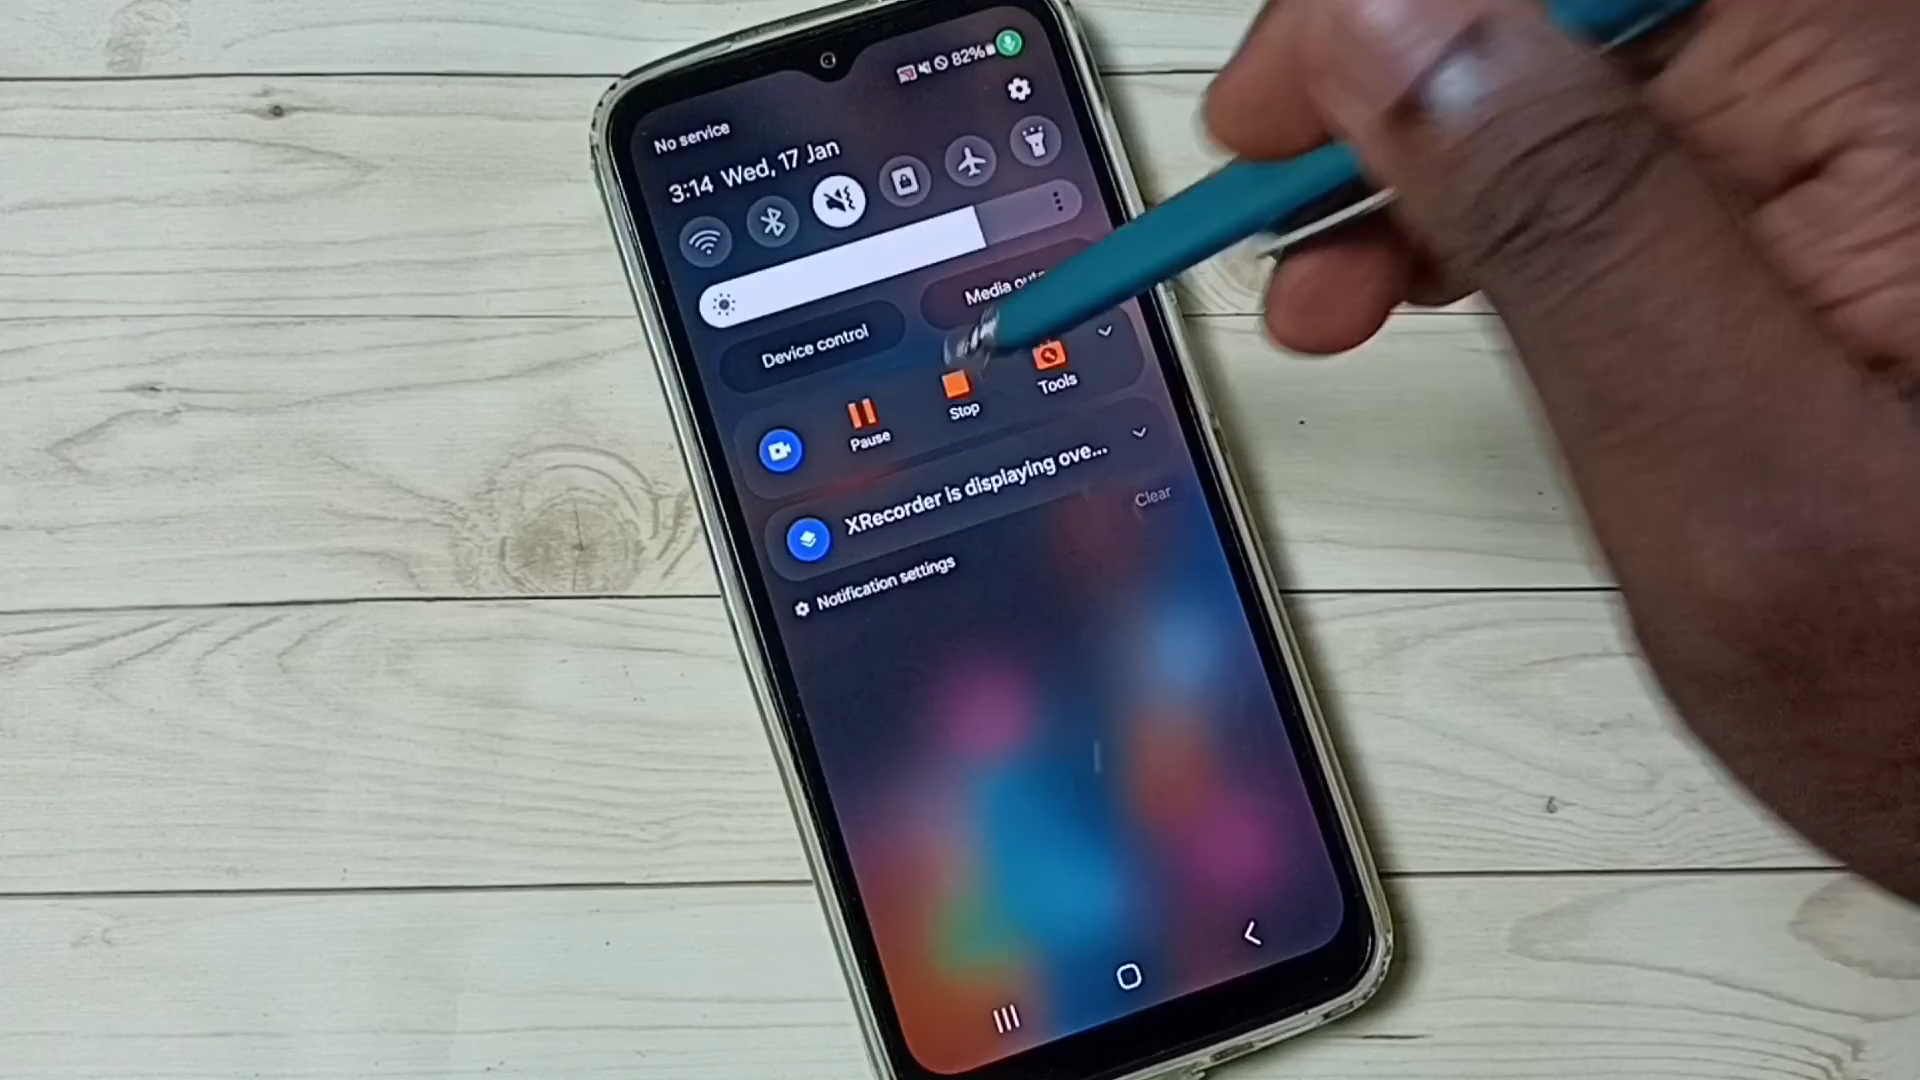 82%
No service
3:14 Wed, 17 Jan
Device control
Media
Pause
Stop
Tools
XRecorder is displaying ove...
Clear
Notification settings